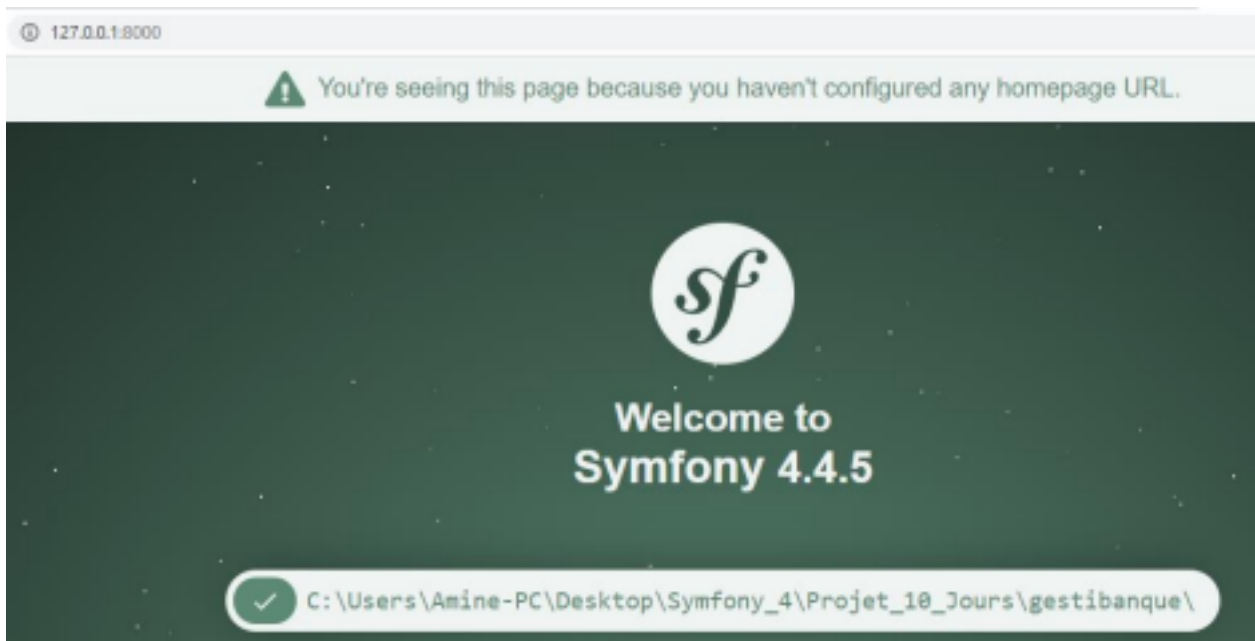 127.0.0.1:8000
You're seeing this page because you haven't configured any homepage URL.
sf
Welcome to
Symfony 4.4.5
C:\Users\Amine-PC\Desktop\Symfony_4\Projet_10_Jours\gestibanque\